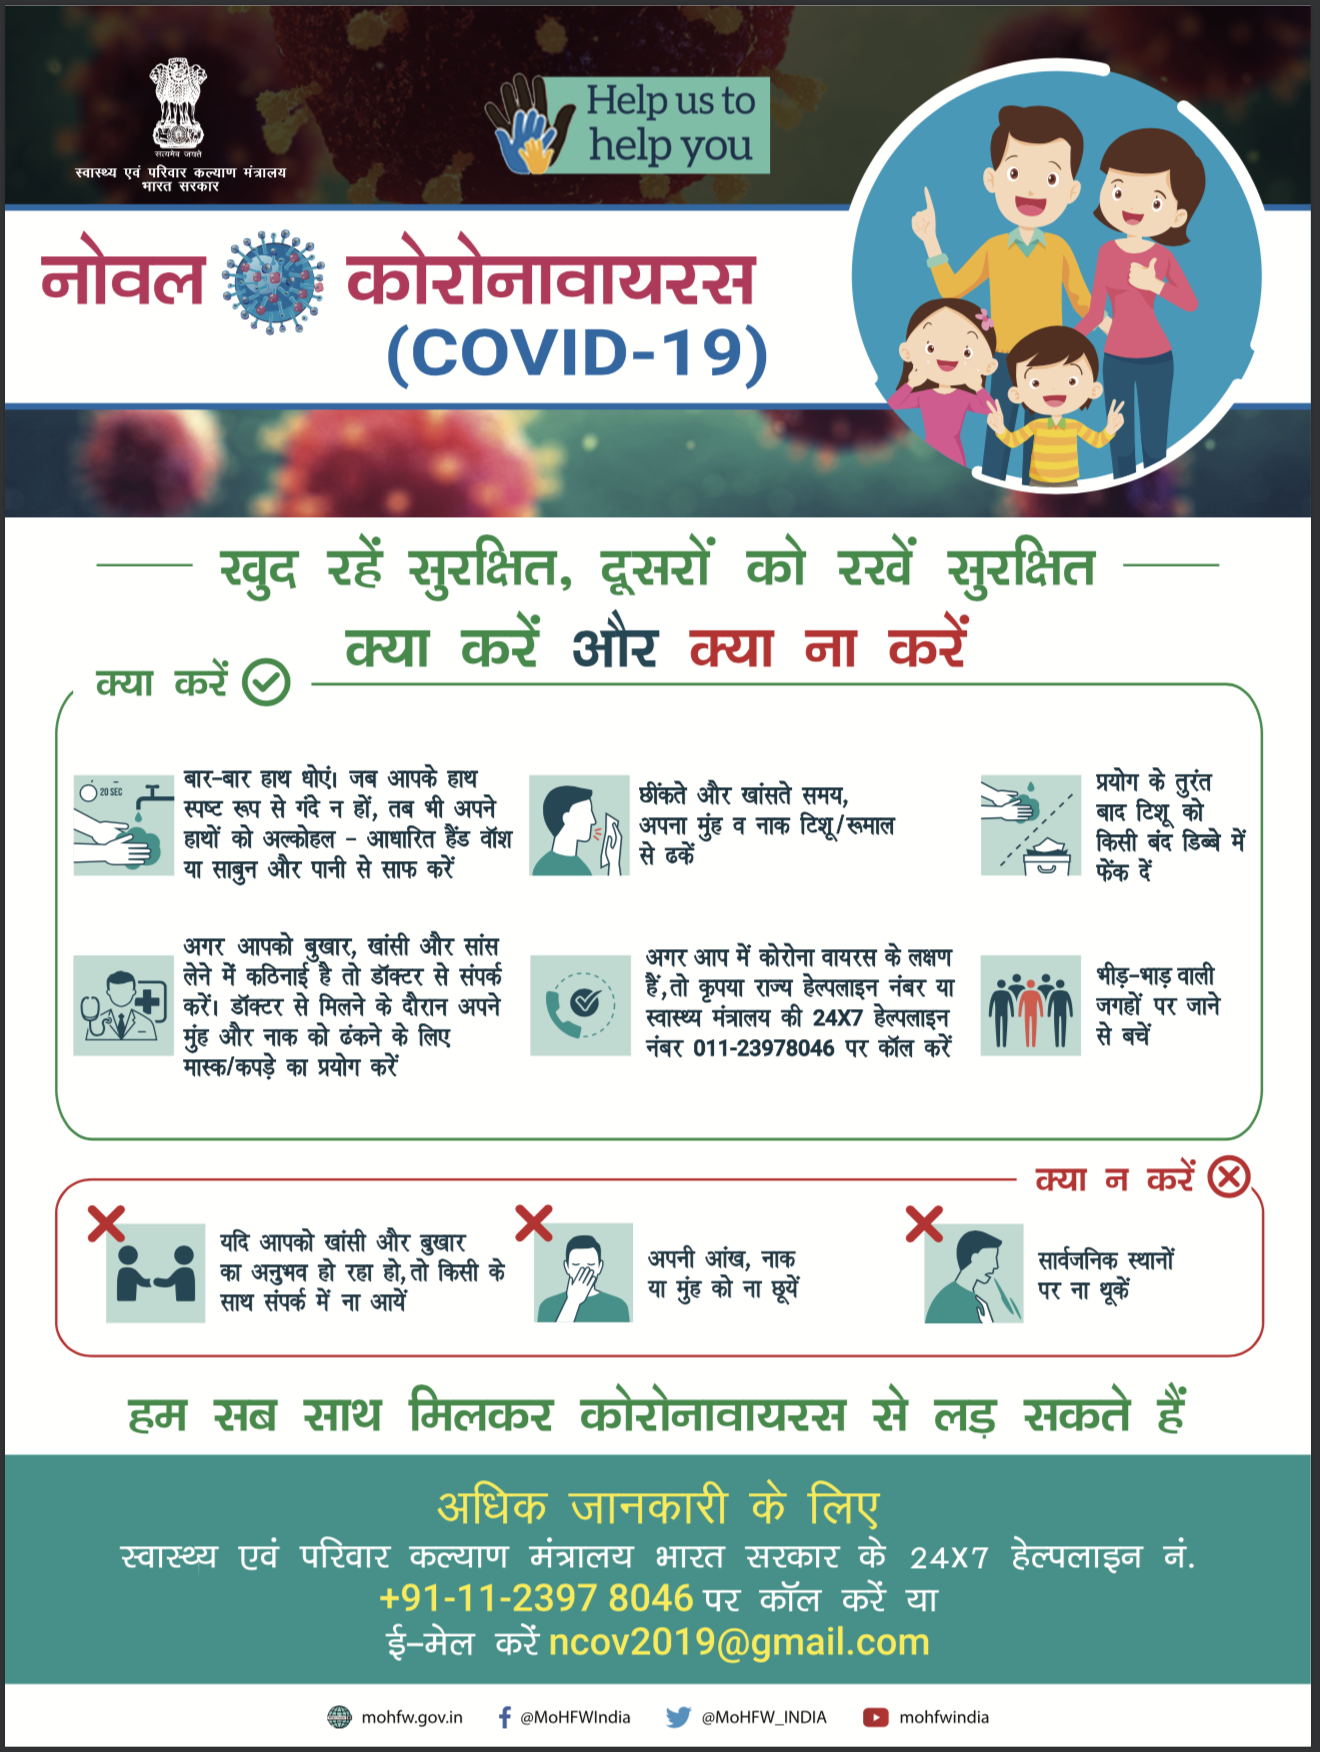 सत्यमेव जयते
स्वास्थ्य एवं परिवार कल्याण मंत्रालय
भारत सरकार
Help us to
help you
नोवल कोरोनावायरस
(COVID-19)
खुद रहें सुरक्षित, दूसरों को रखें सुरक्षित
क्या करें और क्या ना करें
क्या करें
20 SEC
बार-बार हाथ धोएं। जब आपके हाथ
स्पष्ट रूप से गंदे न हों, तब भी अपने
हाथों को अल्कोहल - आधारित हैंड वॉश
या साबुन और पानी से साफ करें
छींकते और खांसते समय,
अपना मुंह व नाक टिशू/रूमाल
से ढकें
प्रयोग के तुरंत
बाद टिशू को
किसी बंद डिब्बे में
फेंक दें
अगर आपको बुखार, खांसी और सांस
लेने में कठिनाई है तो डॉक्टर से संपर्क
करें। डॉक्टर से मिलने के दौरान अपने
मुंह और नाक को ढंकने के लिए
मास्क/कपड़े का प्रयोग करें
अगर आप में कोरोना वायरस के लक्षण
हैं, तो कृपया राज्य हेल्पलाइन नंबर या
स्वास्थ्य मंत्रालय की 24X7 हेल्पलाइन
नंबर 011-23978046 पर कॉल करें
भीड़-भाड़ वाली
जगहों पर जाने
से बचें
क्या न करें
यदि आपको खांसी और बुखार
का अनुभव हो रहा हो, तो किसी के
साथ संपर्क में ना आयें
अपनी आंख, नाक
या मुंह को ना छूयें
सार्वजनिक स्थानों
पर ना थूकें
हम सब साथ मिलकर कोरोनावायरस से लड़ सकते हैं
अधिक जानकारी के लिए
स्वास्थ्य एवं परिवार कल्याण मंत्रालय भारत सरकार के 24X7 हेल्पलाइन नं.
+91-11-2397 8046 पर कॉल करें या
ई-मेल करें ncov2019@gmail.com
mohfw.gov.in @MoHFWIndia @MoHFW_INDIA mohfwindia